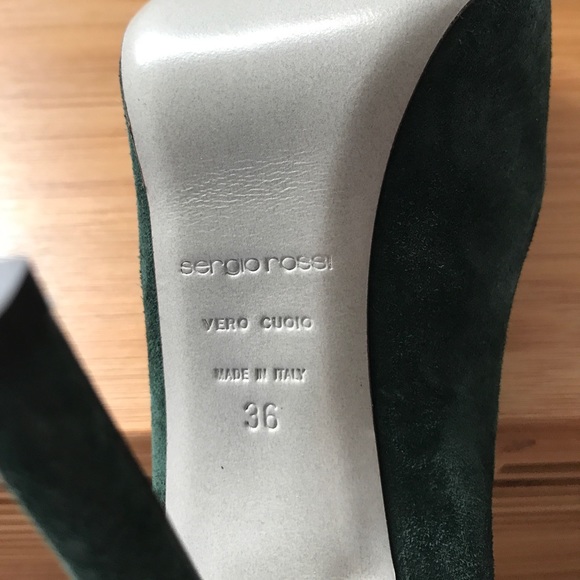 sergio rossi
VERO CUOIO
MADE IN ITALY
36